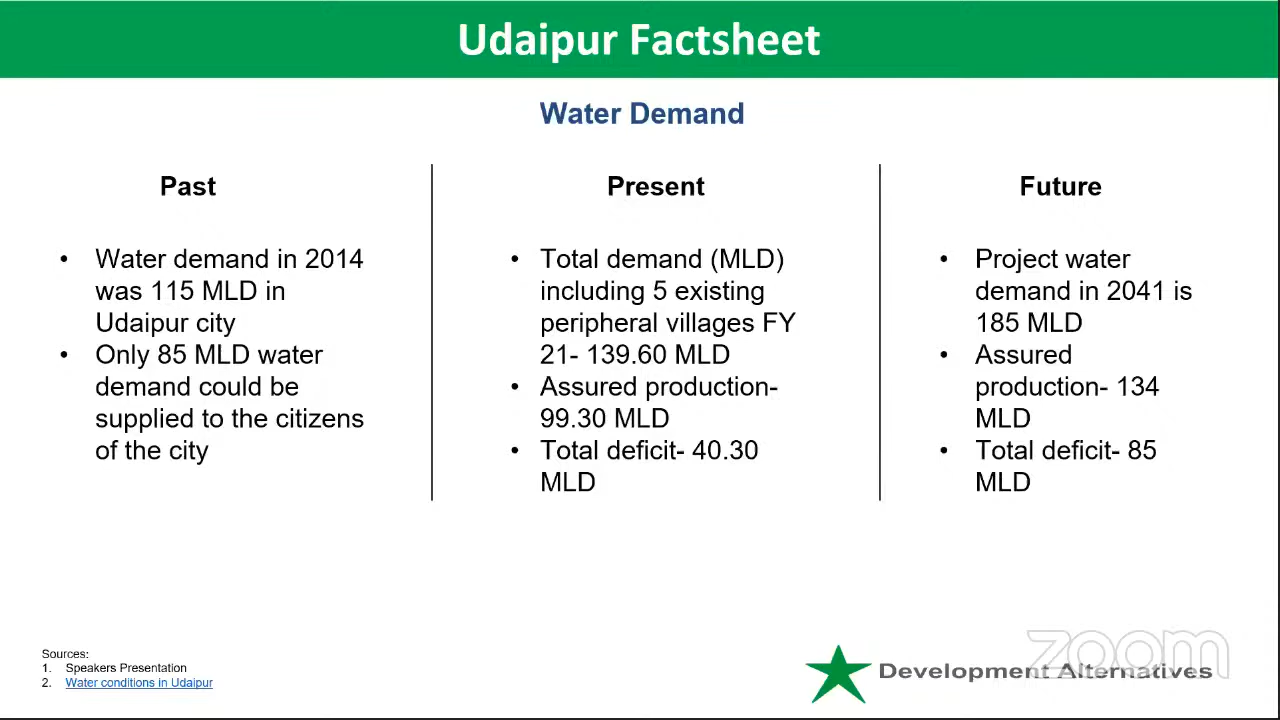 Udaipur Factsheet
Water Demand
Past
• Water demand in 2014
was 115 MLD in
Udaipur city
• Only 85 MLD water
demand could be
supplied to the citizens
of the city
Present
• Total demand (MLD)
including 5 existing
peripheral villages FY
21- 139.60 MLD
• Assured production-
99.30 MLD
• Total deficit- 40.30
MLD
Future
• Project water
demand in 2041 is
185 MLD
• Assured
production- 134
MLD
• Total deficit- 85
MLD
Sources:
1. Speakers Presentation
2. Water conditions in Udaipur
Development Alternatives
zoom